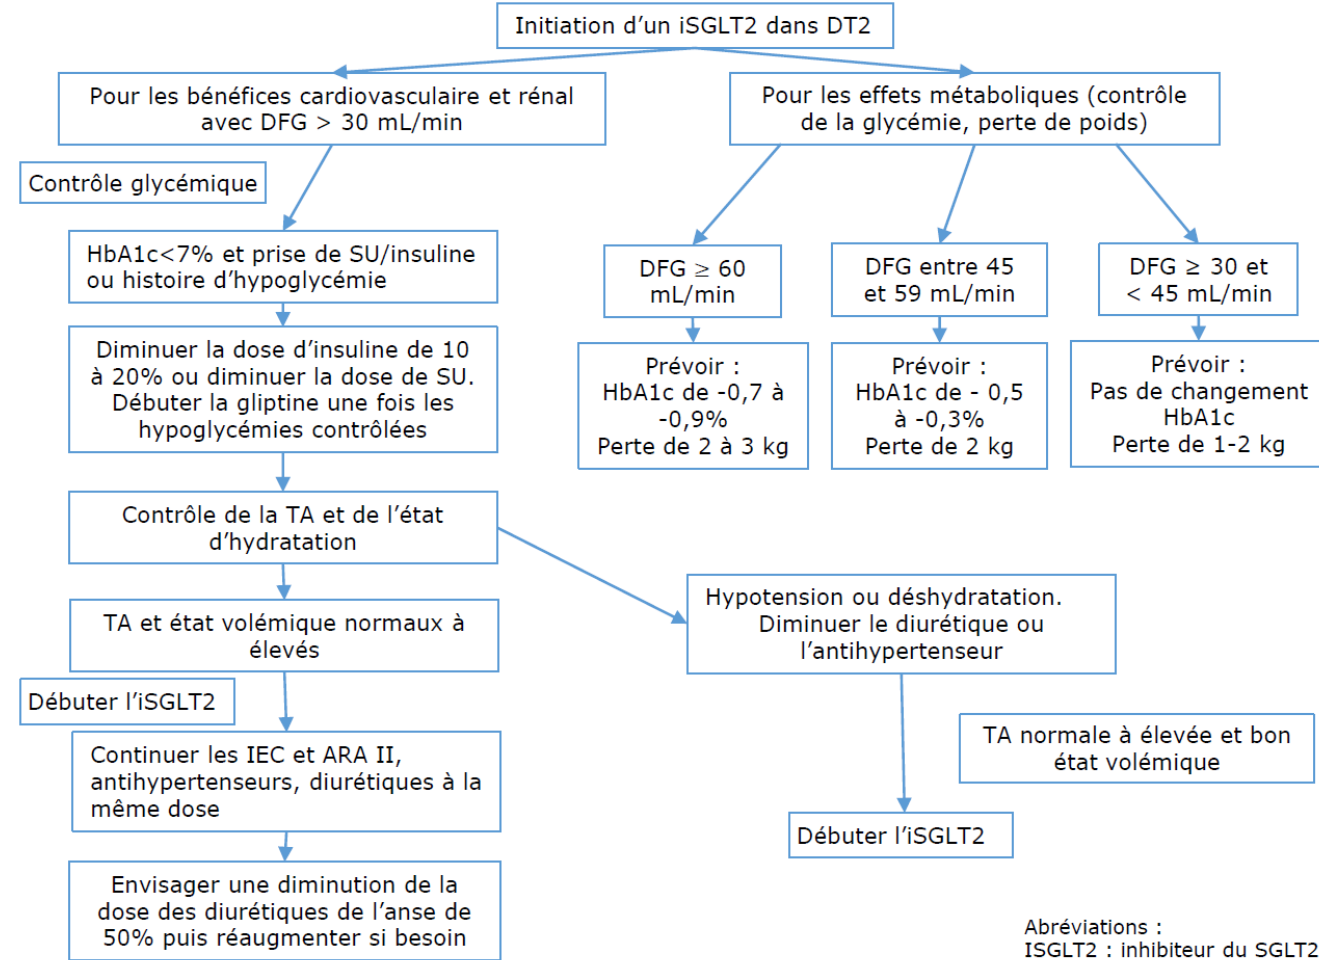 Initiation d’un iSGLT2 dans DT2
Pour les bénéfices cardiovasculaire et rénal
avec DFG > 30 mL/min
Pour les effets métaboliques (contrôle
de la glycémie, perte de poids)
Contrôle glycémique
HbA1c<7% et prise de SU/insuline
ou histoire d’hypoglycémie
DFG ≥ 60
mL/min
DFG entre 45
et 59 mL/min
DFG ≥ 30 et
< 45 mL/min
Diminuer la dose d’insuline de 10
à 20% ou diminuer la dose de SU.
Débuter la gliptine une fois les
hypoglycémies contrôlées
Prévoir :
HbA1c de -0,7 à
-0,9%
Perte de 2 à 3 kg
Prévoir :
HbA1c de - 0,5
à -0,3%
Perte de 2 kg
Prévoir :
Pas de changement
HbA1c
Perte de 1-2 kg
Contrôle de la TA et de l’état
d’hydratation
TA et état volémique normaux à
élevés
Hypotension ou déshydratation.
Diminuer le diurétique ou
l’antihypertenseur
Débuter l’iSGLT2
Continuer les IEC et ARA II,
antihypertenseurs, diurétiques à la
même dose
TA normale à élevée et bon
état volémique
Débuter l’iSGLT2
Envisager une diminution de la
dose des diurétiques de l’anse de
50% puis réaugmenter si besoin
Abréviations :
ISGLT2 : inhibiteur du SGLT2